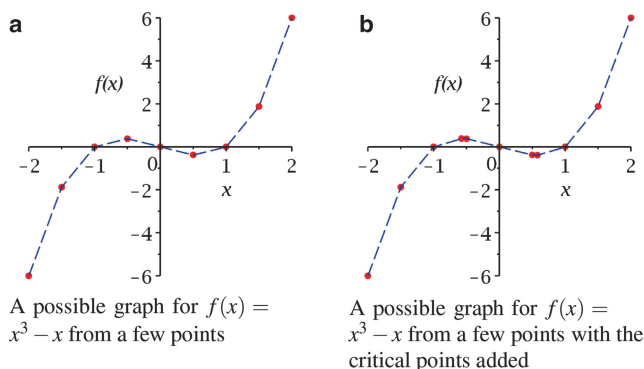 a
6
4
f(x)
2
−2
−1
0
1
2
−2
x
−4
−6
A possible graph for f(x) =
x³ − x from a few points
b
6
4
f(x)
2
−2
−1
0
1
2
−2
x
−4
−6
A possible graph for f(x) =
x³ − x from a few points with the
critical points added